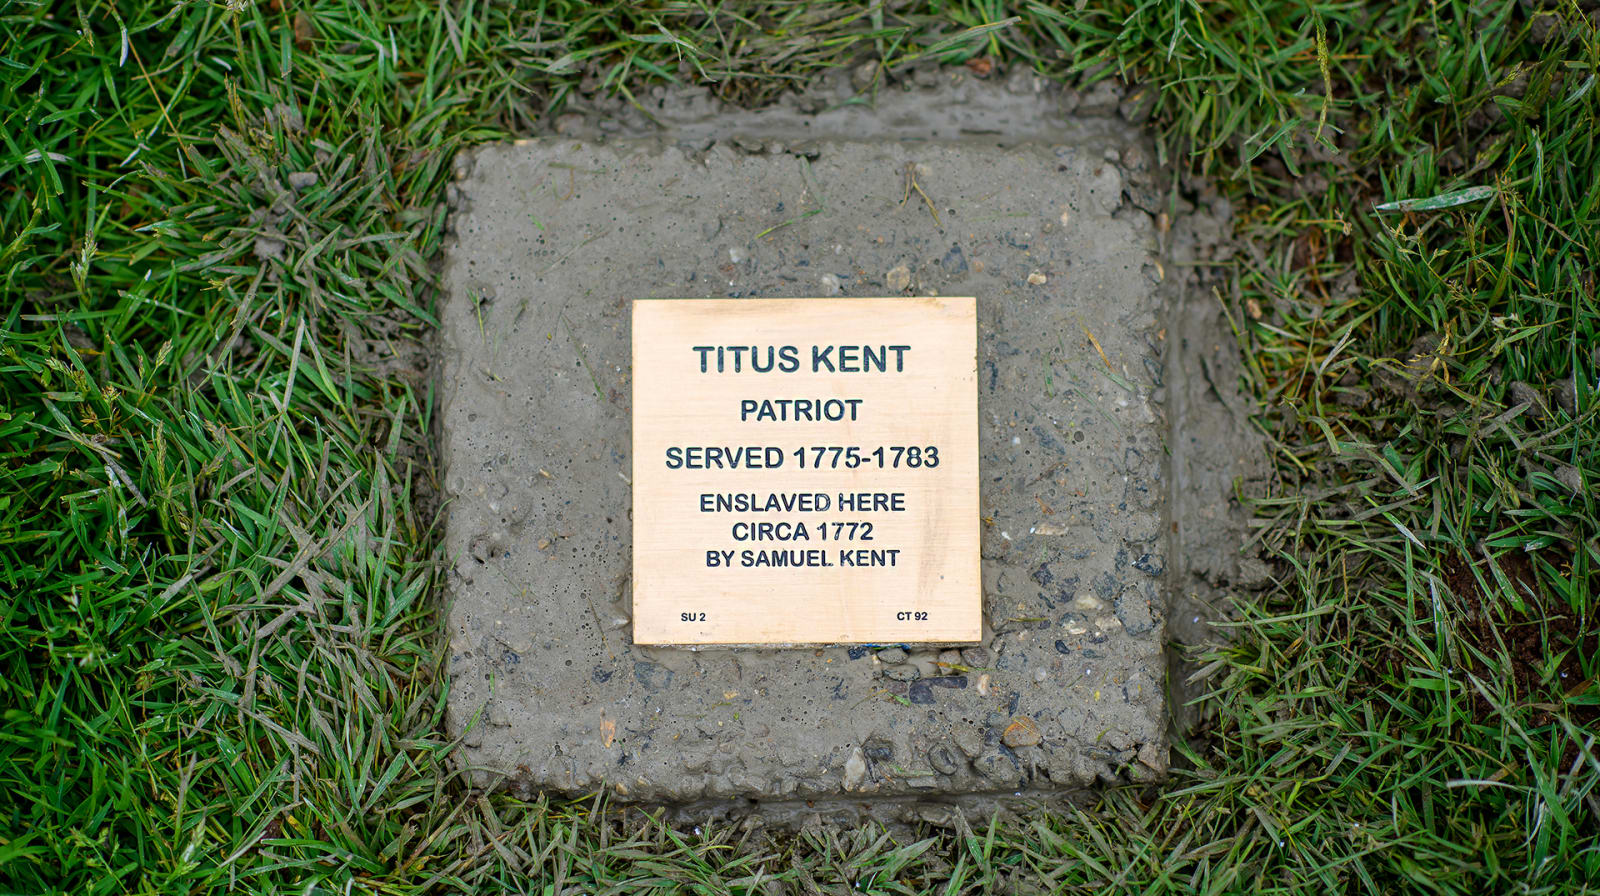 TITUS KENT
PATRIOT
SERVED 1775-1783
ENSLAVED HERE
CIRCA 1772
BY SAMUEL KENT
SU 2 CT 92